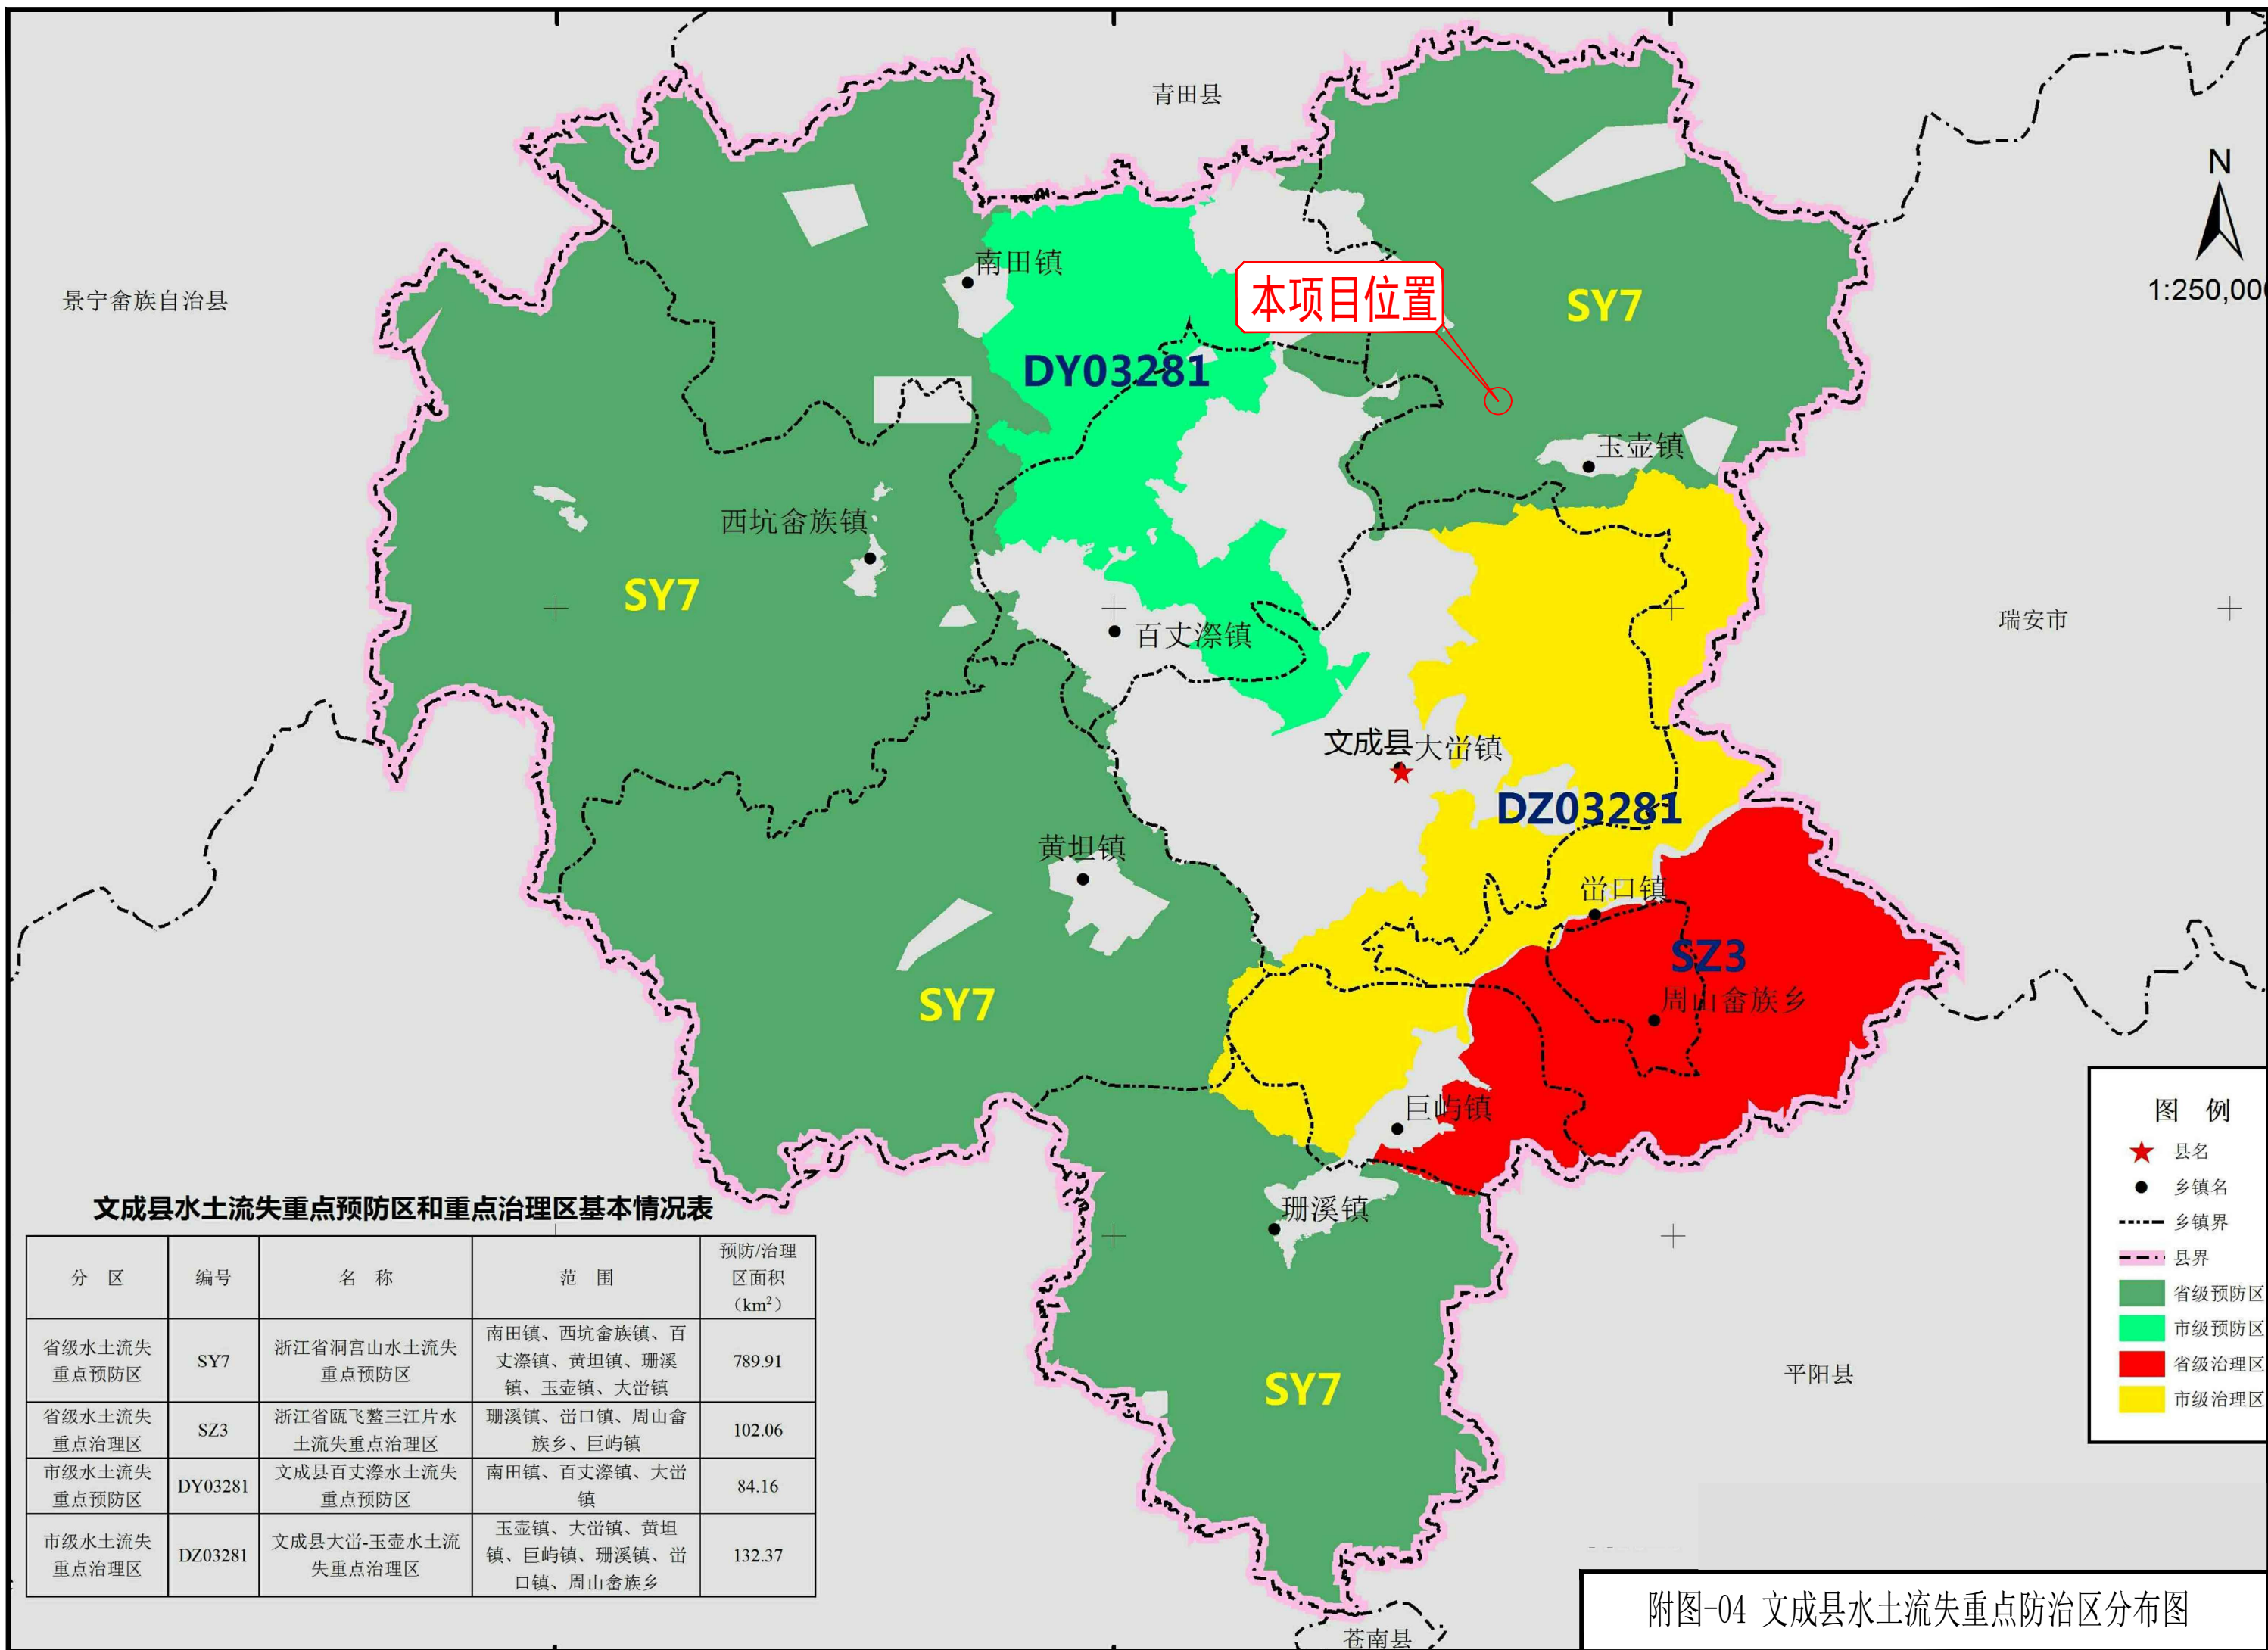 青田县
N
1:250,00
景宁畲族自治县
南田镇
本项目位置
SY7
DY03281
玉壶镇
西坑畲族镇
SY7
百丈漈镇
瑞安市
文成县
大峃镇
DZ03281
黄坦镇
峃口镇
SZ3
周山畲族乡
SY7
巨屿镇
珊溪镇
SY7
平阳县
苍南县
图 例
县名
乡镇名
乡镇界
县界
省级预防区
市级预防区
省级治理区
市级治理区
文成县水土流失重点预防区和重点治理区基本情况表
分 区 编号 名 称 范 围 预防/治理
区面积
（km²）
省级水土流失
重点预防区
SY7
浙江省洞宫山水土流失
重点预防区
南田镇、西坑畲族镇、百
丈漈镇、黄坦镇、珊溪
镇、玉壶镇、大峃镇
789.91
省级水土流失
重点治理区
SZ3
浙江省瓯飞鳌三江片水
土流失重点治理区
珊溪镇、峃口镇、周山畲
族乡、巨屿镇
102.06
市级水土流失
重点预防区
DY03281
文成县百丈漈水土流失
重点预防区
南田镇、百丈漈镇、大峃
镇
84.16
市级水土流失
重点治理区
DZ03281
文成县大峃-玉壶水土流
失重点治理区
玉壶镇、大峃镇、黄坦
镇、巨屿镇、珊溪镇、峃
口镇、周山畲族乡
132.37
附图-04 文成县水土流失重点防治区分布图